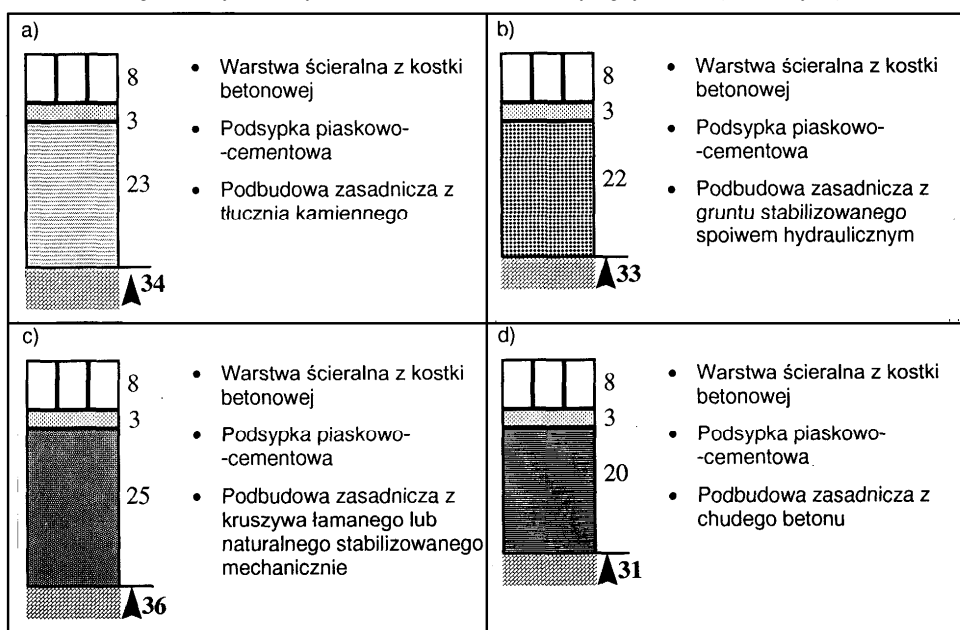 a)
8
3
23
34
• Warstwa ścieralna z kostki
betonowej
• Podsypka piaskowo-
-cementowa
• Podbudowa zasadnicza z
tłucznia kamiennego
b)
8
3
22
33
• Warstwa ścieralna z kostki
betonowej
• Podsypka piaskowo-
-cementowa
• Podbudowa zasadnicza z
gruntu stabilizowanego
spoiwem hydraulicznym
c)
8
3
25
36
• Warstwa ścieralna z kostki
betonowej
• Podsypka piaskowo-
-cementowa
• Podbudowa zasadnicza z
kruszywa łamanego lub
naturalnego stabilizowanego
mechanicznie
d)
8
3
20
31
• Warstwa ścieralna z kostki
betonowej
• Podsypka piaskowo-
-cementowa
• Podbudowa zasadnicza z
chudego betonu